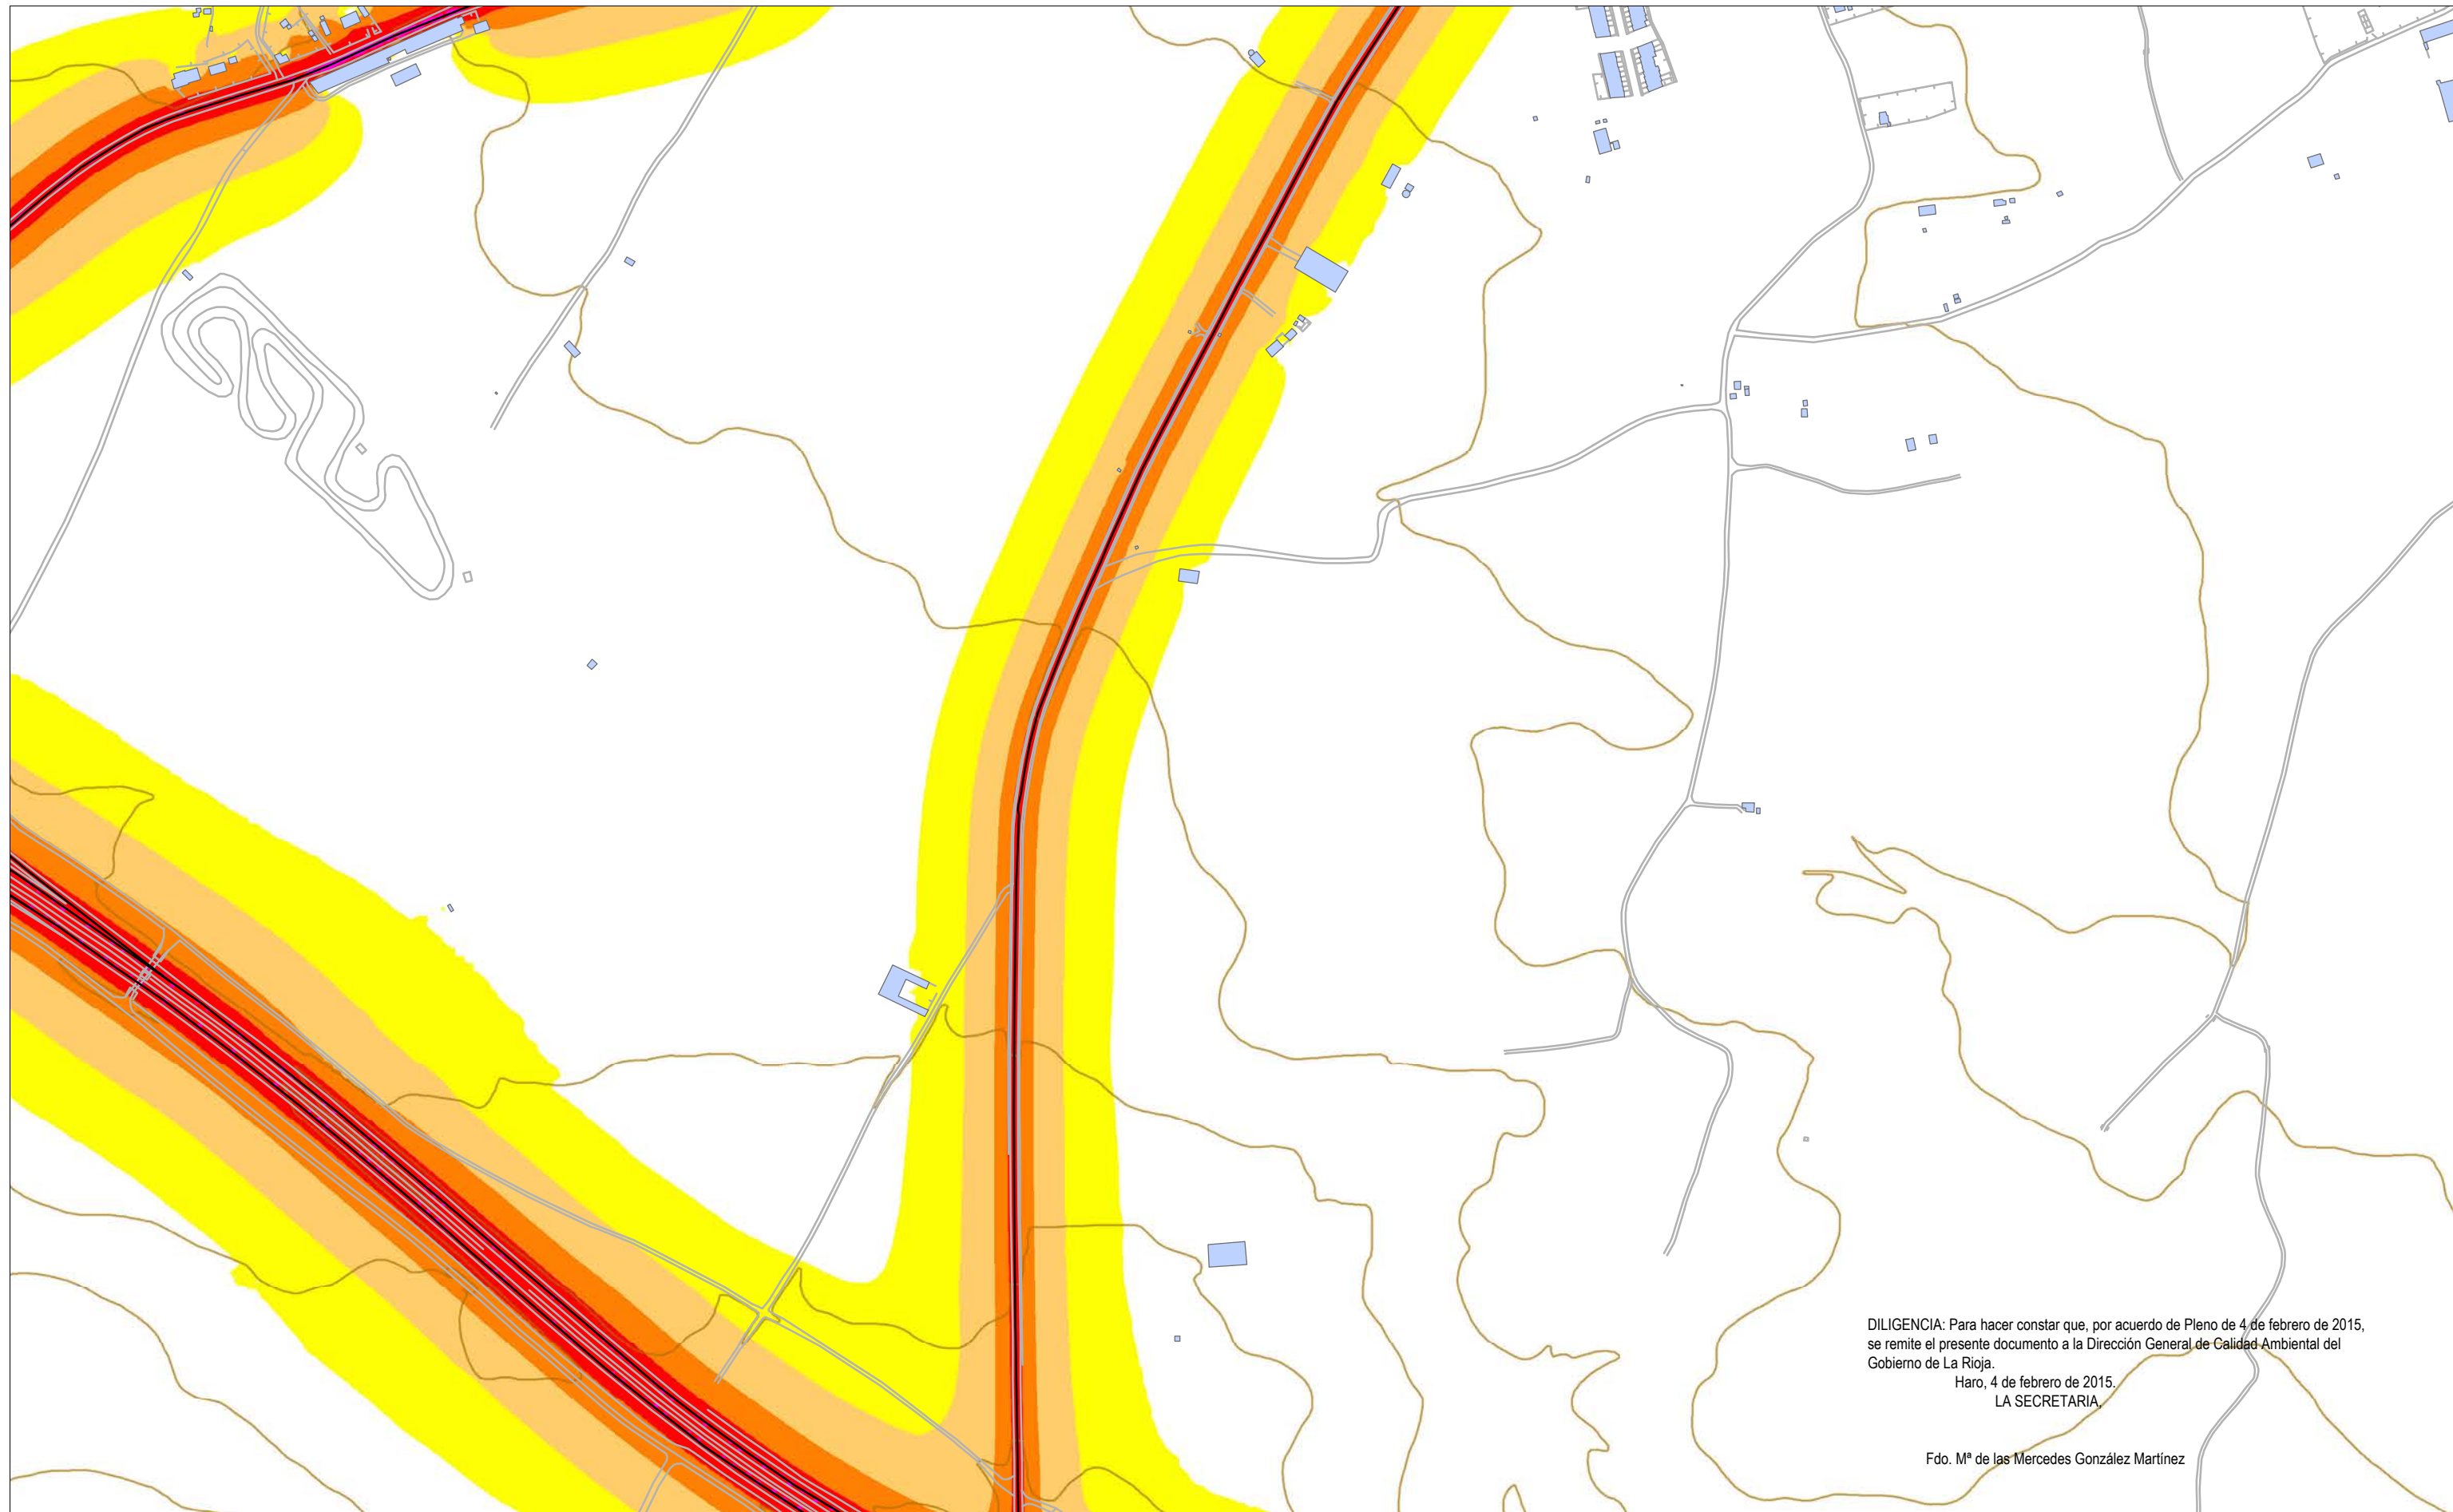 DILIGENCIA: Para hacer constar que, por acuerdo de Pleno de 4 de febrero de 2015,
se remite el presente documento a la Dirección General de Calidad Ambiental del
Gobierno de La Rioja.
Haro, 4 de febrero de 2015.
LA SECRETARIA,
Fdo. Mª de las Mercedes González Martínez